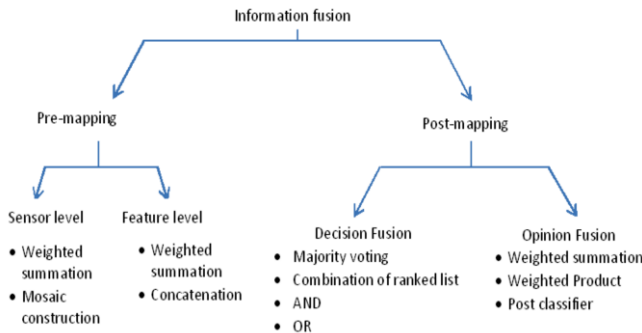 Information fusion
Pre-mapping
Post-mapping
Sensor level
• Weighted
summation
• Mosaic
construction
Feature level
• Weighted
summation
• Concatenation
Decision Fusion
• Majority voting
• Combination of ranked list
• AND
• OR
Opinion Fusion
• Weighted summation
• Weighted Product
• Post classifier